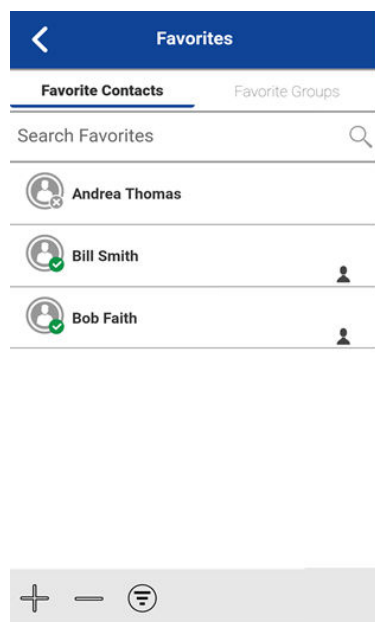 Favorites
Favorite Contacts Favorite Groups
Search Favorites
Andrea Thomas
Bill Smith
Bob Faith